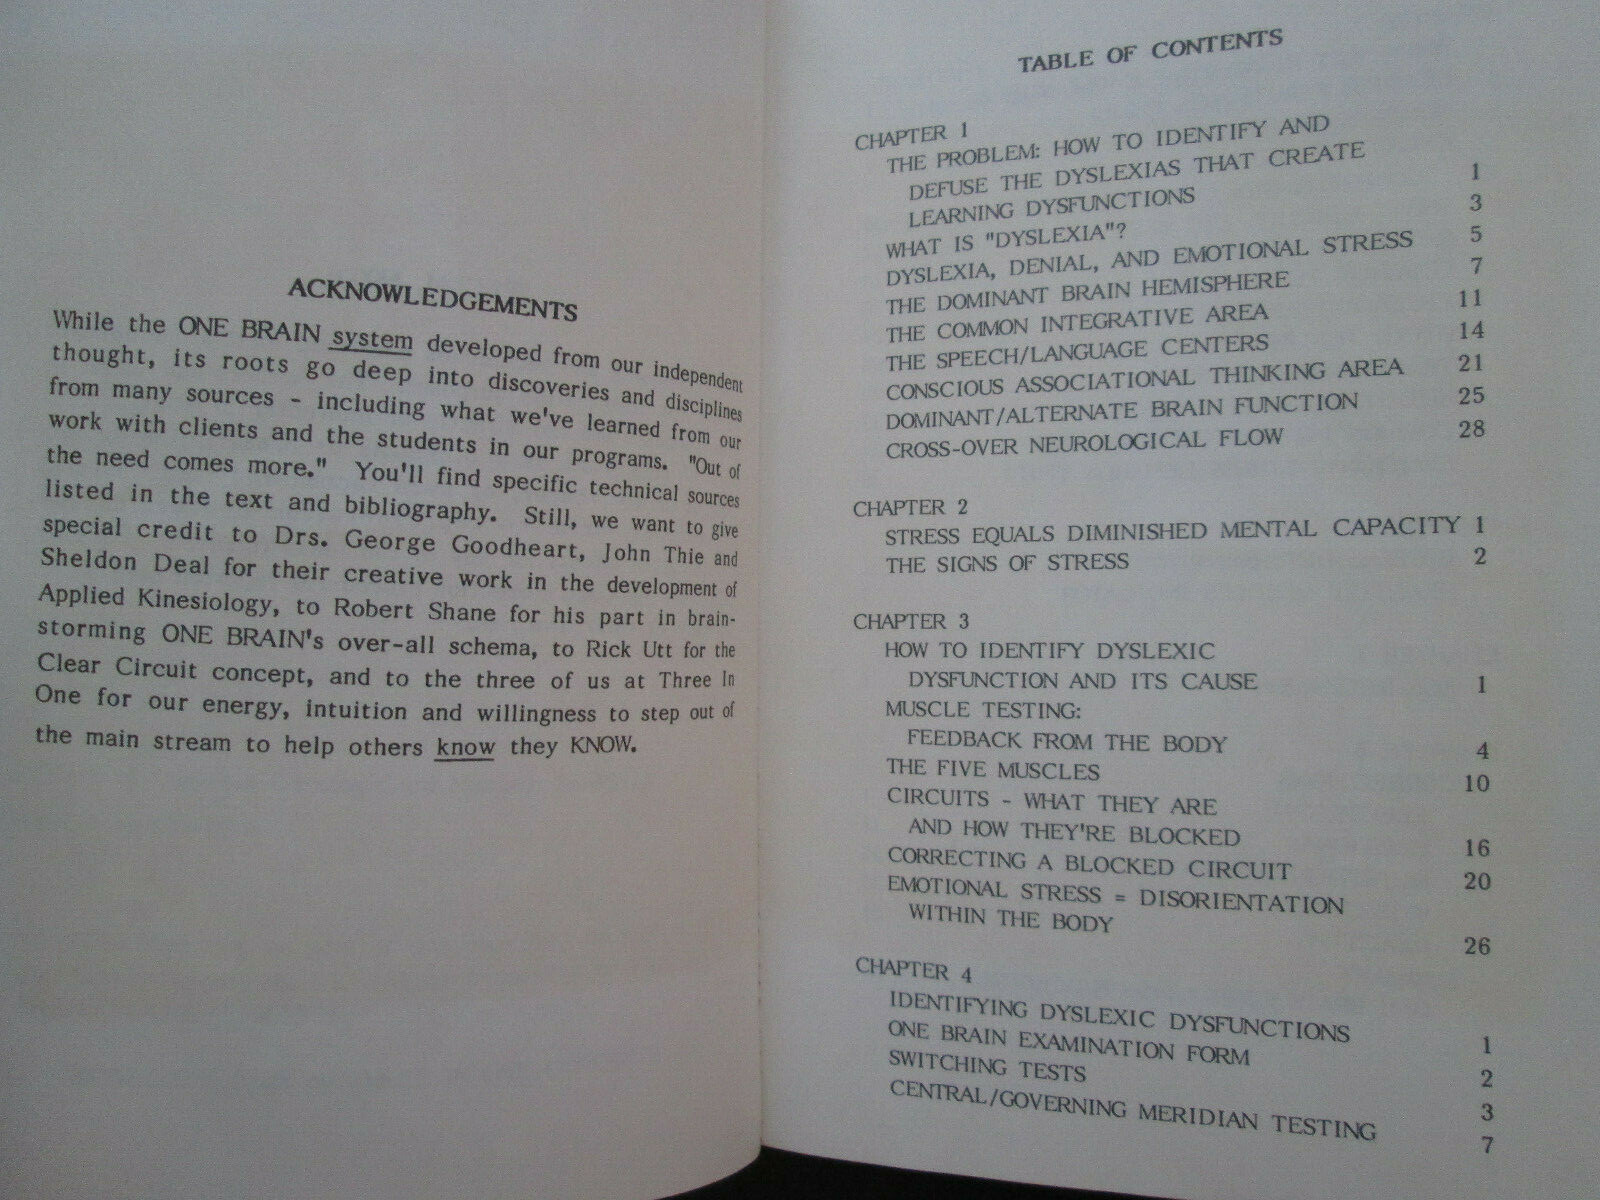 ACKNOWLEDGEMENTS
While the ONE BRAIN system developed from our independent
thought, its roots go deep into discoveries and disciplines
from many sources - including what we've learned from our
work with clients and the students in our programs. "Out of
the need comes more." You'll find specific technical sources
listed in the text and bibliography. Still, we want to give
special credit to Drs. George Goodheart, John Thie and
Sheldon Deal for their creative work in the development of
Applied Kinesiology, to Robert Shane for his part in brain-
storming ONE BRAIN's over-all schema, to Rick Utt for the
Clear Circuit concept, and to the three of us at Three In
One for our energy, intuition and willingness to step out of
the main stream to help others know they KNOW.
TABLE OF CONTENTS
CHAPTER 1
THE PROBLEM: HOW TO IDENTIFY AND
DEFUSE THE DYSLEXIAS THAT CREATE
LEARNING DYSFUNCTIONS 1
WHAT IS "DYSLEXIA"? 3
DYSLEXIA, DENIAL, AND EMOTIONAL STRESS 5
THE DOMINANT BRAIN HEMISPHERE 7
THE COMMON INTEGRATIVE AREA 11
THE SPEECH/LANGUAGE CENTERS 14
CONSCIOUS ASSOCIATIONAL THINKING AREA 21
DOMINANT/ALTERNATE BRAIN FUNCTION 25
CROSS-OVER NEUROLOGICAL FLOW 28
CHAPTER 2
STRESS EQUALS DIMINISHED MENTAL CAPACITY 1
THE SIGNS OF STRESS 2
CHAPTER 3
HOW TO IDENTIFY DYSLEXIC
DYSFUNCTION AND ITS CAUSE 1
MUSCLE TESTING:
FEEDBACK FROM THE BODY 4
THE FIVE MUSCLES 10
CIRCUITS - WHAT THEY ARE
AND HOW THEY'RE BLOCKED 16
CORRECTING A BLOCKED CIRCUIT 20
EMOTIONAL STRESS = DISORIENTATION
WITHIN THE BODY 26
CHAPTER 4
IDENTIFYING DYSLEXIC DYSFUNCTIONS 1
ONE BRAIN EXAMINATION FORM 2
SWITCHING TESTS 3
CENTRAL/GOVERNING MERIDIAN TESTING 7